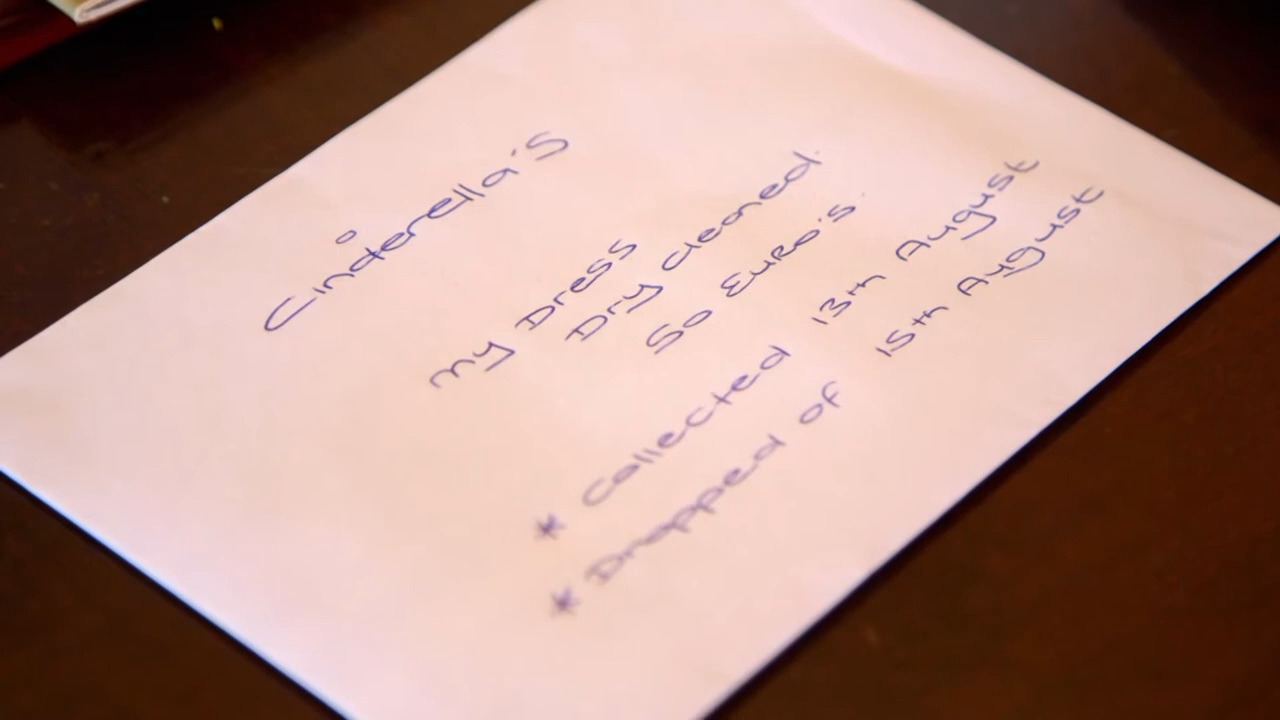 Cinderella's
My Dress
Dry cleaned.
50 Euro's.
* Collected 13th August
* Dropped of 15th August